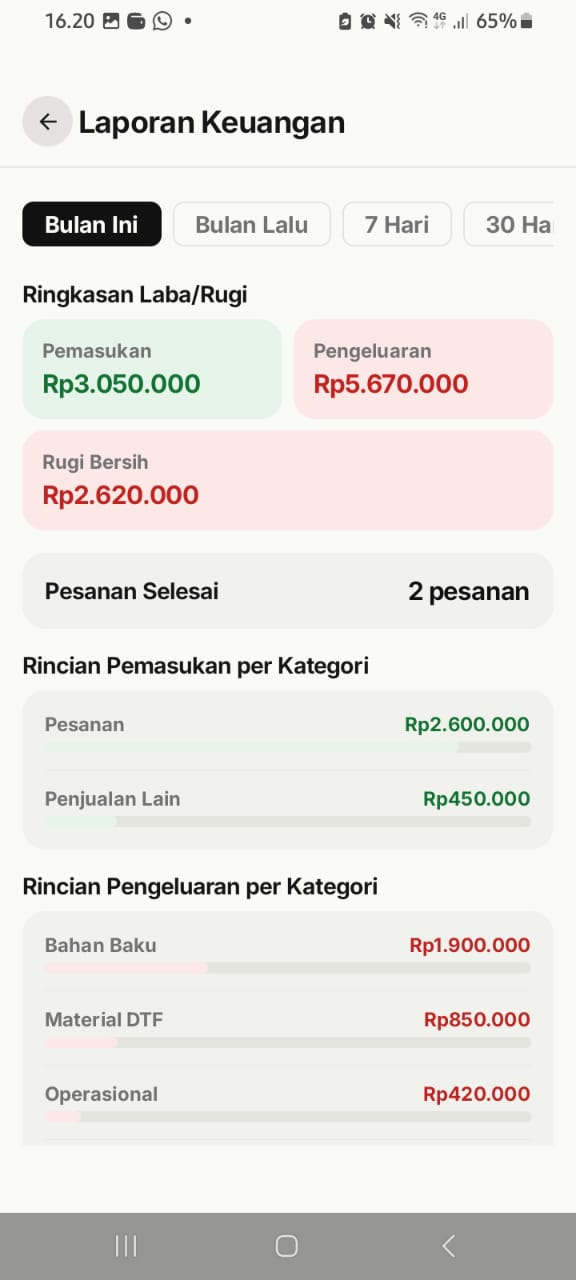 16.20
4G
65%
Laporan Keuangan
Bulan Ini
Bulan Lalu
7 Hari
30 Ha
Ringkasan Laba/Rugi
Pemasukan
Rp3.050.000
Pengeluaran
Rp5.670.000
Rugi Bersih
Rp2.620.000
Pesanan Selesai
2 pesanan
Rincian Pemasukan per Kategori
Pesanan
Rp2.600.000
Penjualan Lain
Rp450.000
Rincian Pengeluaran per Kategori
Bahan Baku
Rp1.900.000
Material DTF
Rp850.000
Operasional
Rp420.000